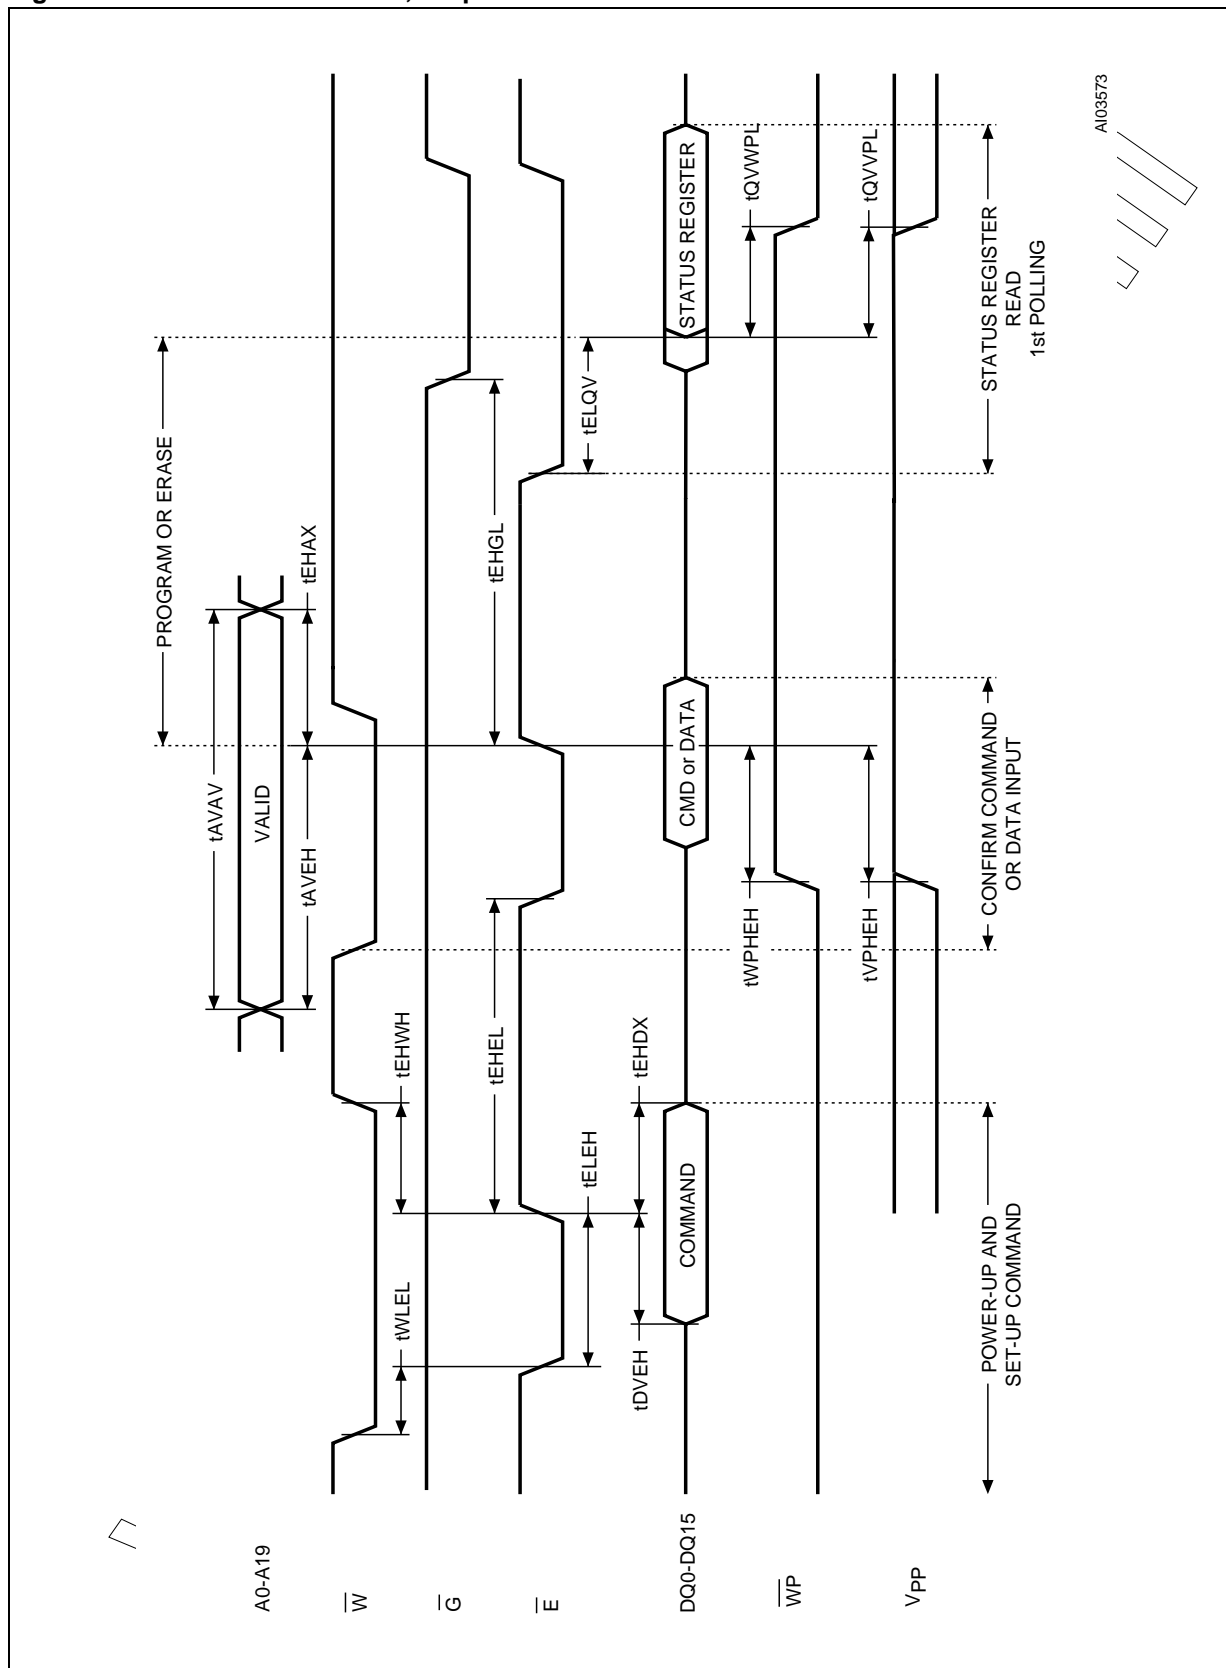 A0-A19
VALID
tAVAV
tAVEH
tEHAX
PROGRAM OR ERASE
W
tWLEL
tEHWH
G
tEHEL
tEHGL
E
tELEH
tELQV
DQ0-DQ15
tDVEH
tEHDX
COMMAND
CMD or DATA
STATUS REGISTER
WP
tWPHEH
tQVWPL
VPP
tVPHEH
tQVVPL
POWER-UP AND
SET-UP COMMAND
CONFIRM COMMAND
OR DATA INPUT
STATUS REGISTER
READ
1st POLLING
AI03573